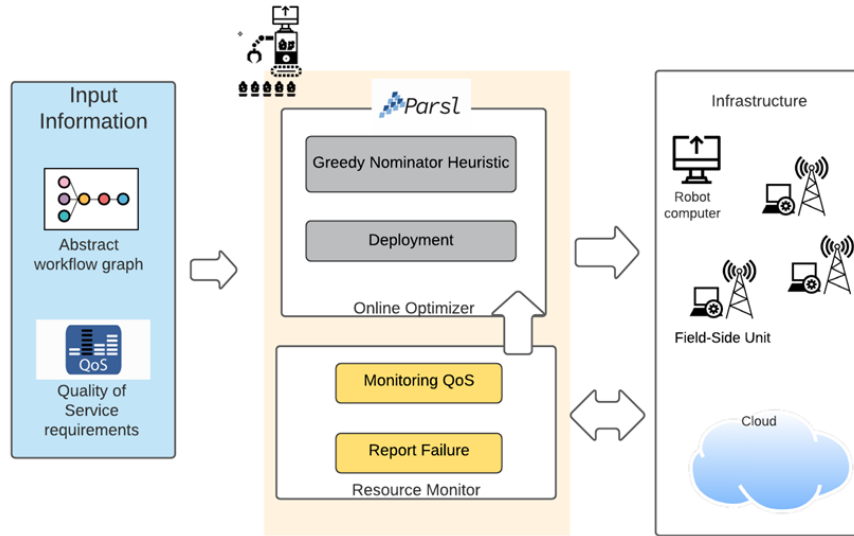 Input
Information
Abstract
workflow graph
QoS
Quality of
Service
requirements
Parsl
Greedy Nominator Heuristic
Deployment
Online Optimizer
Monitoring QoS
Report Failure
Resource Monitor
Infrastructure
Robot
computer
Field-Side Unit
Cloud